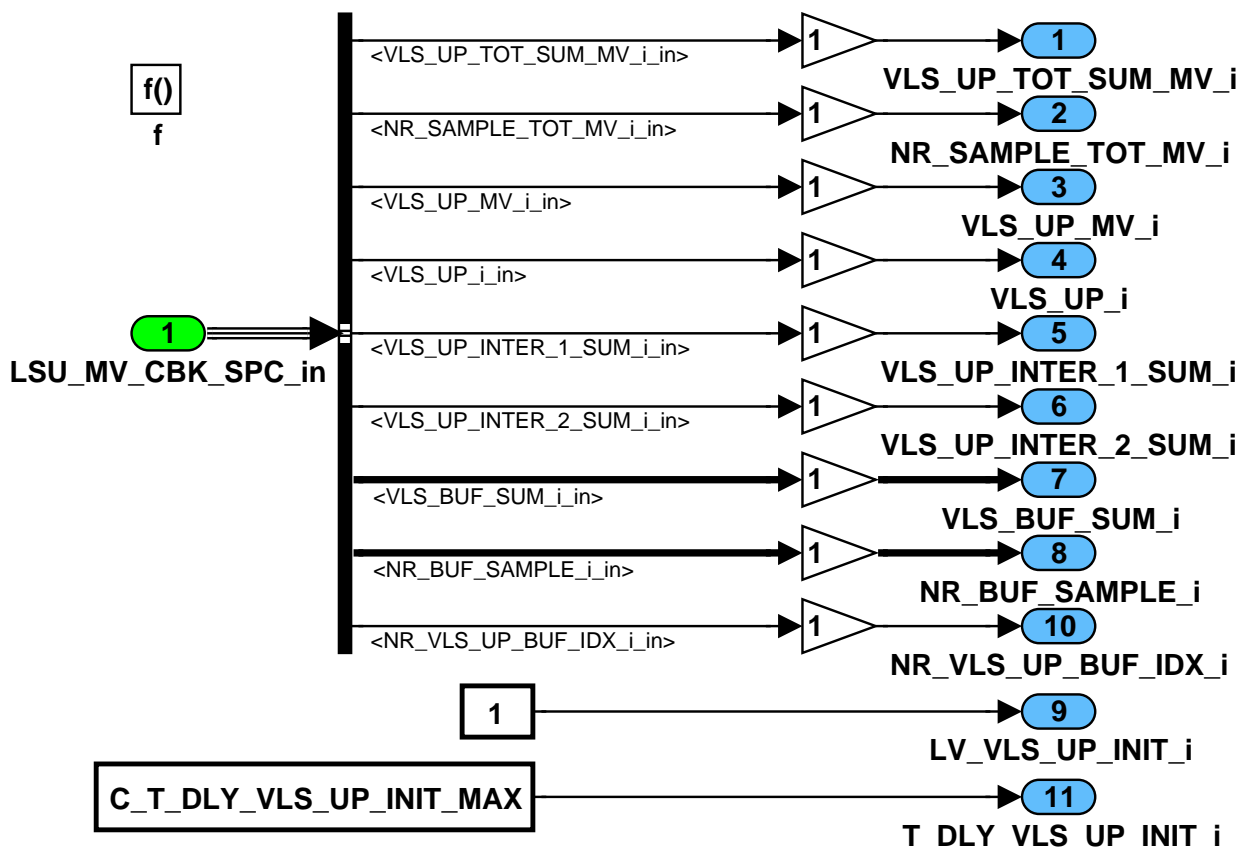 <VLS_UP_TOT_SUM_MV_i_in> 1 1
VLS_UP_TOT_SUM_MV_i
f()
f
<NR_SAMPLE_TOT_MV_i_in> 1 2
NR_SAMPLE_TOT_MV_i
<VLS_UP_MV_i_in> 1 3
VLS_UP_MV_i
<VLS_UP_i_in> 1 4
VLS_UP_i
1
LSU_MV_CBK_SPC_in
<VLS_UP_INTER_1_SUM_i_in> 1 5
VLS_UP_INTER_1_SUM_i
<VLS_UP_INTER_2_SUM_i_in> 1 6
VLS_UP_INTER_2_SUM_i
<VLS_BUF_SUM_i_in> 1 7
VLS_BUF_SUM_i
<NR_BUF_SAMPLE_i_in> 1 8
NR_BUF_SAMPLE_i
<NR_VLS_UP_BUF_IDX_i_in> 1 10
NR_VLS_UP_BUF_IDX_i
1 9
LV_VLS_UP_INIT_i
C_T_DLY_VLS_UP_INIT_MAX 11
T_DLY_VLS_UP_INIT_i